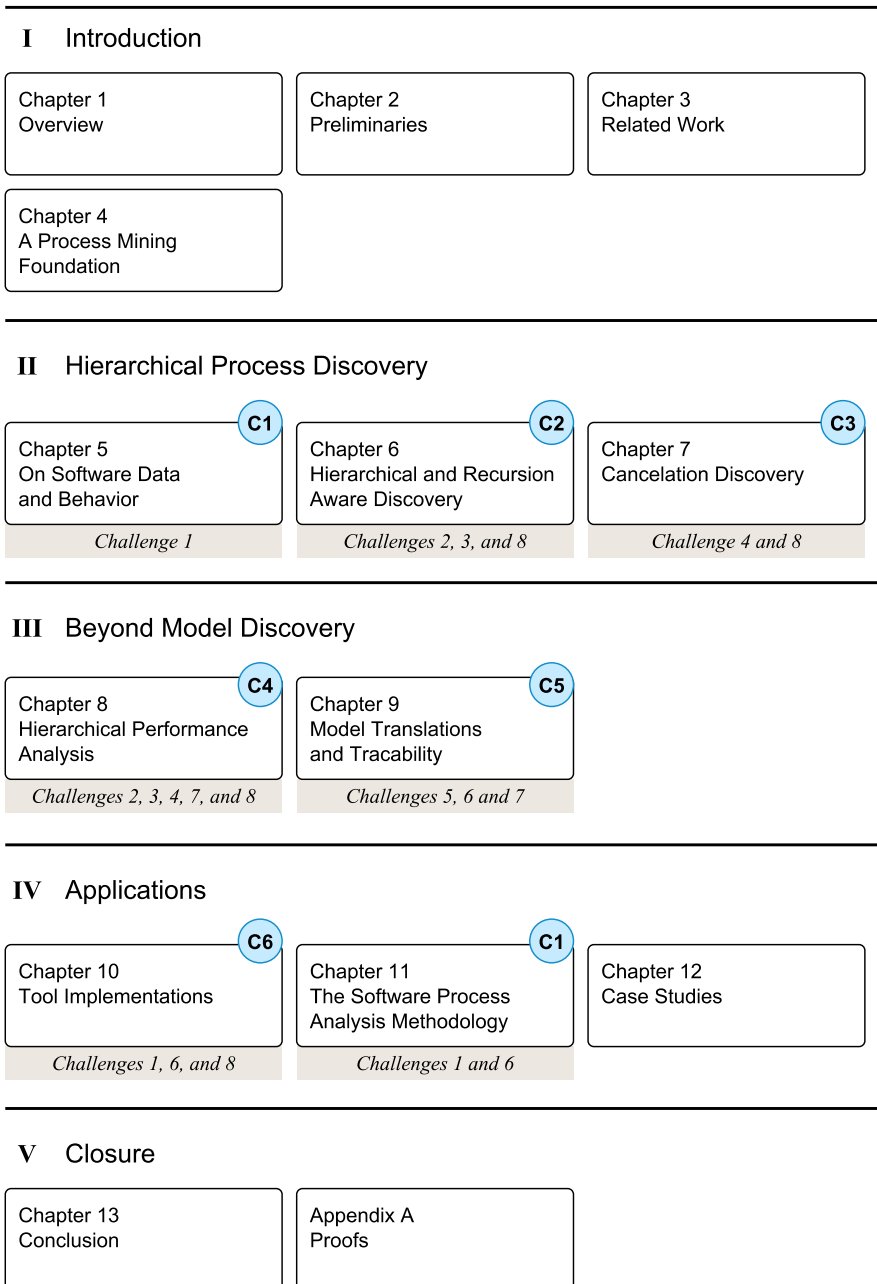 I Introduction
Chapter 1
Overview
Chapter 2
Preliminaries
Chapter 3
Related Work
Chapter 4
A Process Mining
Foundation
II Hierarchical Process Discovery
C1
Chapter 5
On Software Data
and Behavior
Challenge 1
C2
Chapter 6
Hierarchical and Recursion
Aware Discovery
Challenges 2, 3, and 8
C3
Chapter 7
Cancelation Discovery
Challenge 4 and 8
III Beyond Model Discovery
C4
Chapter 8
Hierarchical Performance
Analysis
Challenges 2, 3, 4, 7, and 8
C5
Chapter 9
Model Translations
and Tracability
Challenges 5, 6 and 7
IV Applications
C6
Chapter 10
Tool Implementations
Challenges 1, 6, and 8
C1
Chapter 11
The Software Process
Analysis Methodology
Challenges 1 and 6
Chapter 12
Case Studies
V Closure
Chapter 13
Conclusion
Appendix A
Proofs